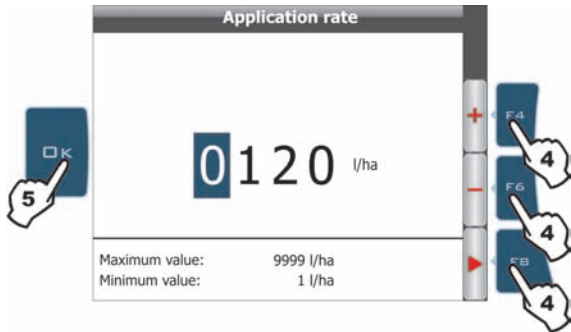 Application rate
OK
5
0120 l/ha
+
F4
4
−
F6
4
F8
4
Maximum value: 9999 l/ha
Minimum value: 1 l/ha